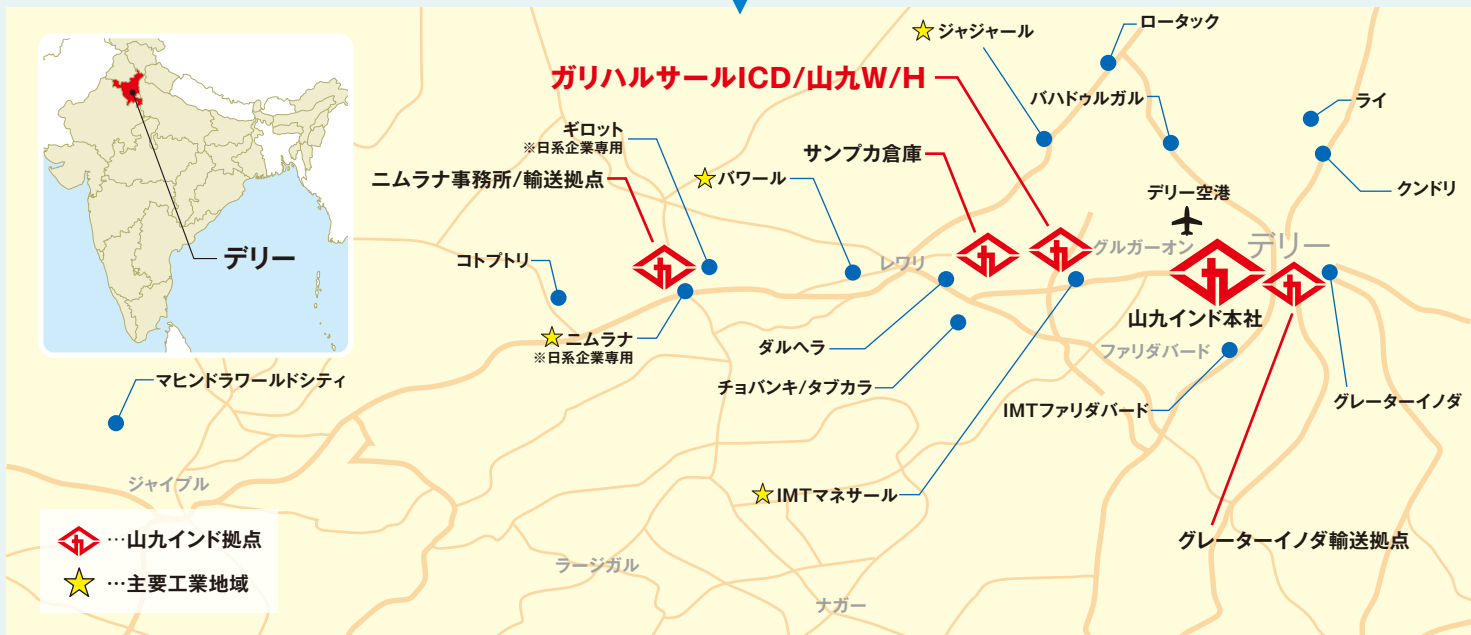 デリー
ジャジャール
ロータック
ガリハルサールICD/山九W/H
バハドゥルガル
ライ
ギロット
※日系企業専用
サンプカ倉庫
ニムラナ事務所/輸送拠点
バワール
クンドリ
デリー空港
コトプトリ
レワリ
グルガーオン
デリー
山九インド本社
ニムラナ
※日系企業専用
ダルヘラ
ファリダバード
マヒンドラワールドシティ
チョバンキ/タブカラ
IMTファリダバード
グレーターイノダ
ジャイプル
IMTマネサール
グレーターイノダ輸送拠点
…山九インド拠点
…主要工業地域
ラージガル
ナガー